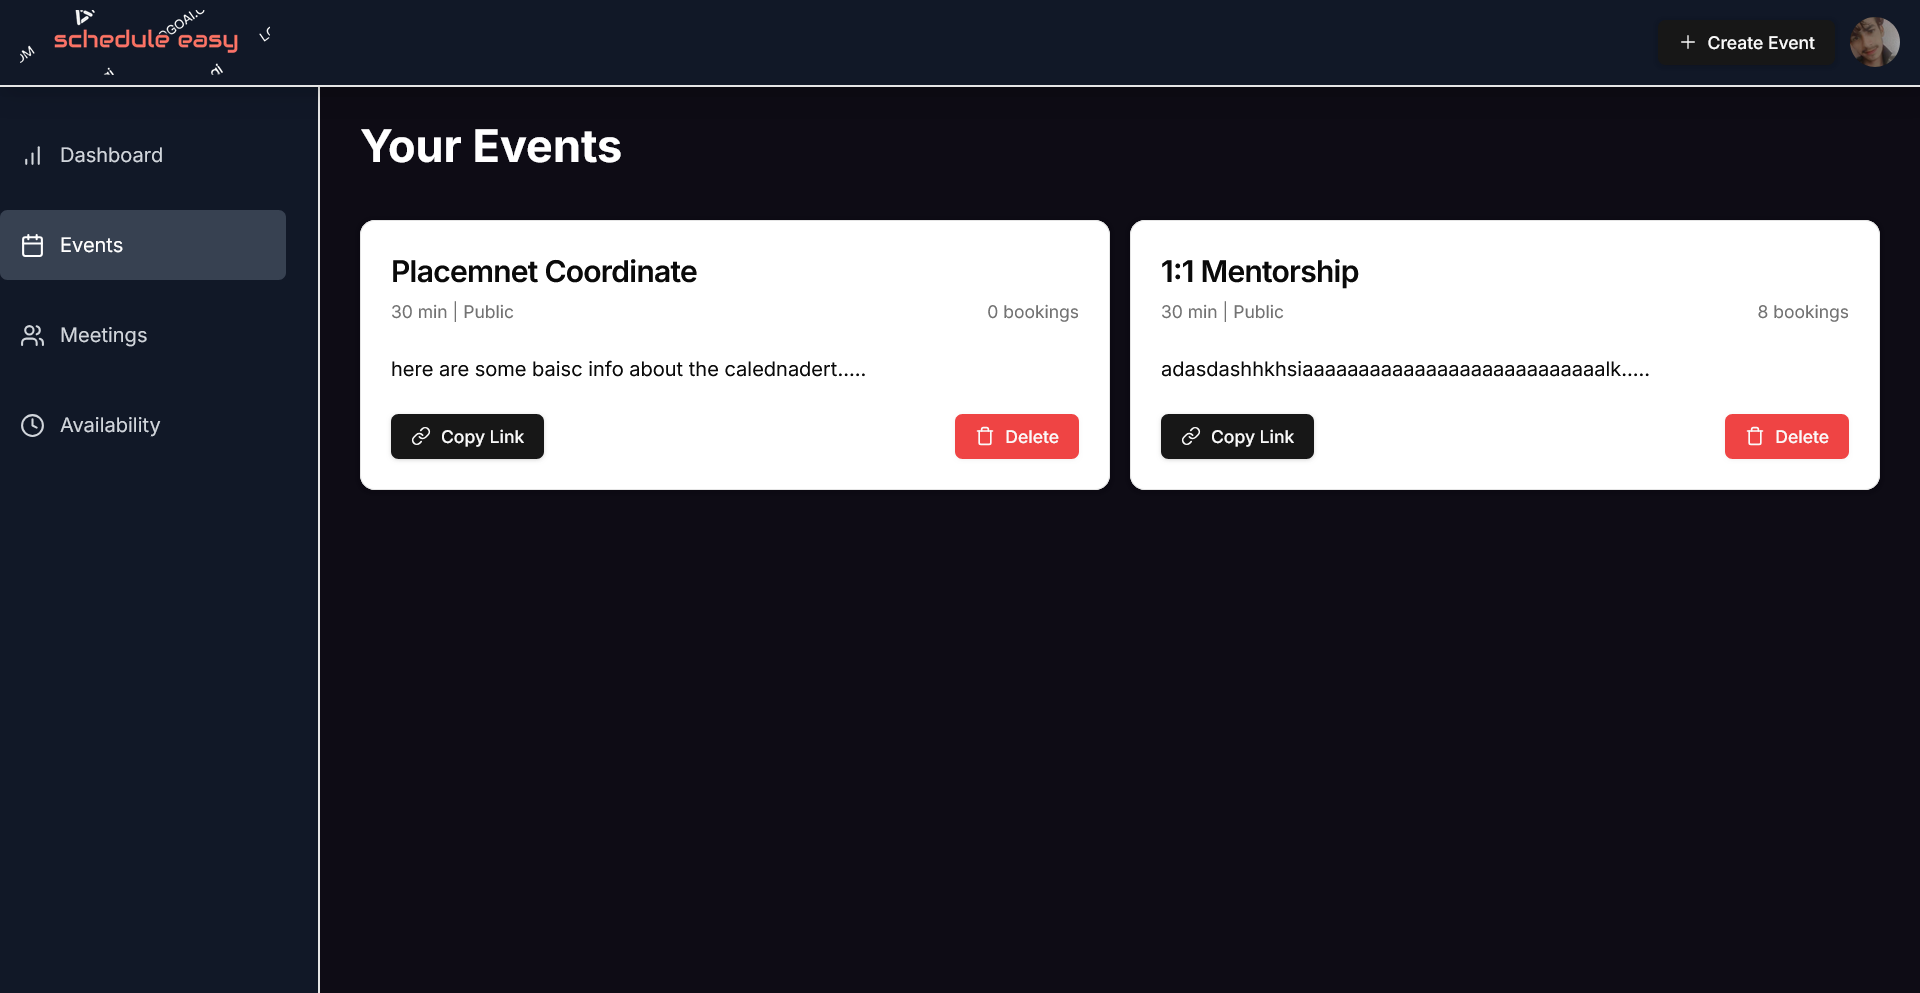 schedule easy
Create Event
Dashboard
Events
Meetings
Availability
Your Events
Placemnet Coordinate
30 min | Public
0 bookings
here are some baisc info about the calednadert.....
Copy Link
Delete
1:1 Mentorship
30 min | Public
8 bookings
adasdashhkhsiaaaaaaaaaaaaaaaaaaaaaaaaaaalk.....
Copy Link
Delete